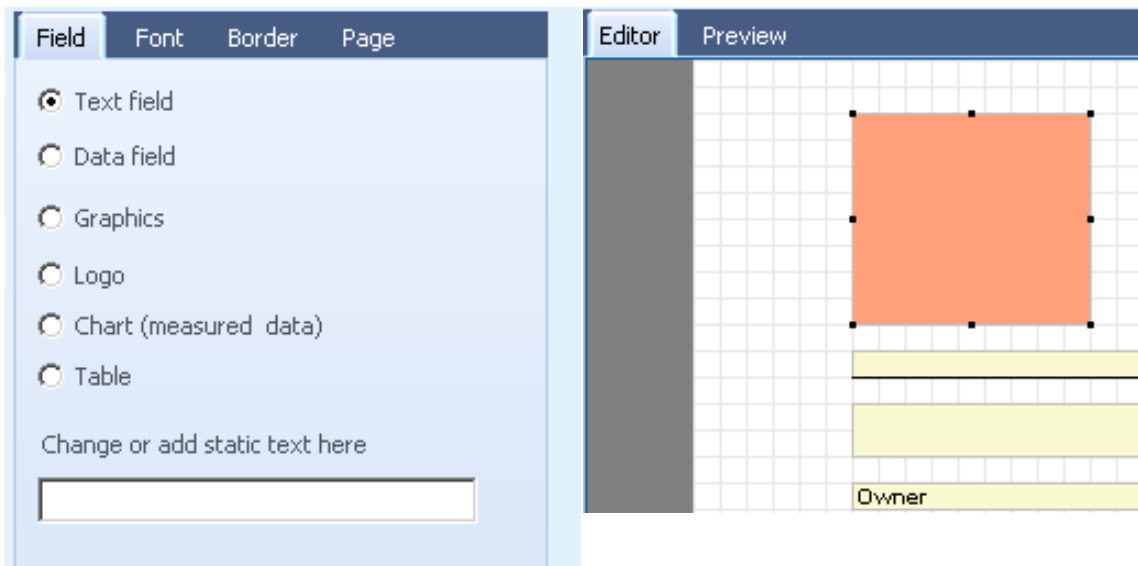 Field Font Border Page
Text field
Data field
Graphics
Logo
Chart (measured data)
Table
Change or add static text here
Editor Preview
Owner